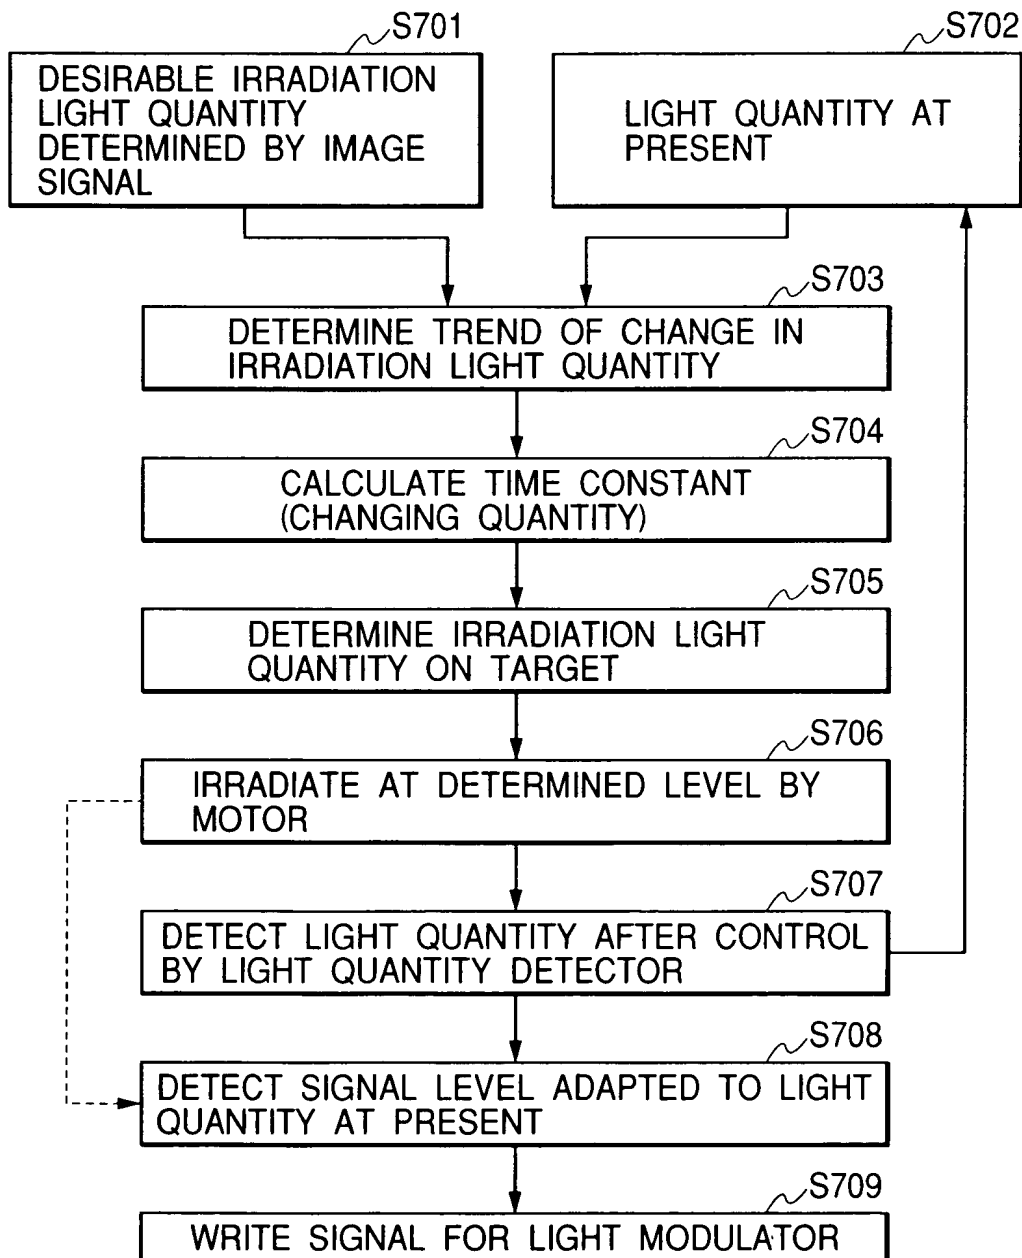 S701
DESIRABLE IRRADIATION
LIGHT QUANTITY
DETERMINED BY IMAGE
SIGNAL
S702
LIGHT QUANTITY AT
PRESENT
S703
DETERMINE TREND OF CHANGE IN
IRRADIATION LIGHT QUANTITY
S704
CALCULATE TIME CONSTANT
(CHANGING QUANTITY)
S705
DETERMINE IRRADIATION LIGHT
QUANTITY ON TARGET
S706
IRRADIATE AT DETERMINED LEVEL BY
MOTOR
S707
DETECT LIGHT QUANTITY AFTER CONTROL
BY LIGHT QUANTITY DETECTOR
S708
DETECT SIGNAL LEVEL ADAPTED TO LIGHT
QUANTITY AT PRESENT
S709
WRITE SIGNAL FOR LIGHT MODULATOR